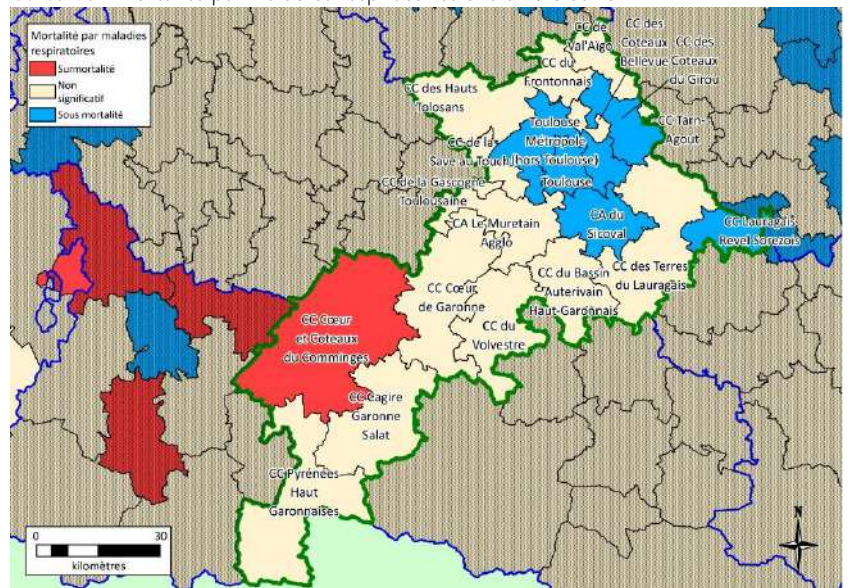 Mortalité par maladies
respiratoires
Surmortalité
Non
significatif
Sous mortalité
CC de
Val'Aïgo
CC des
Coteaux
Bellevue
CC des
Coteaux
du Girou
CC du
Frontonnais
CC des Hauts
Tolosans
Toulouse
Métropole
(hors Toulouse)
CC Tarn-
Agout
CC de la
Save au Touch
Toulouse
CC de la Gascogne
Toulousaine
CA Le Muretain
Agglo
CA du
Sicoval
CC Lauragais
Revel Sorezois
CC Cœur
de Garonne
CC du Bassin
Auterivain
Haut-Garonnais
CC des Terres
du Lauragais
CC Cœur
et Coteaux
du Comminges
CC du
Volvestre
CC Cagire
Garonne
Salat
CC Pyrénées
Haut
Garonnaises
0 30
kilomètres
N